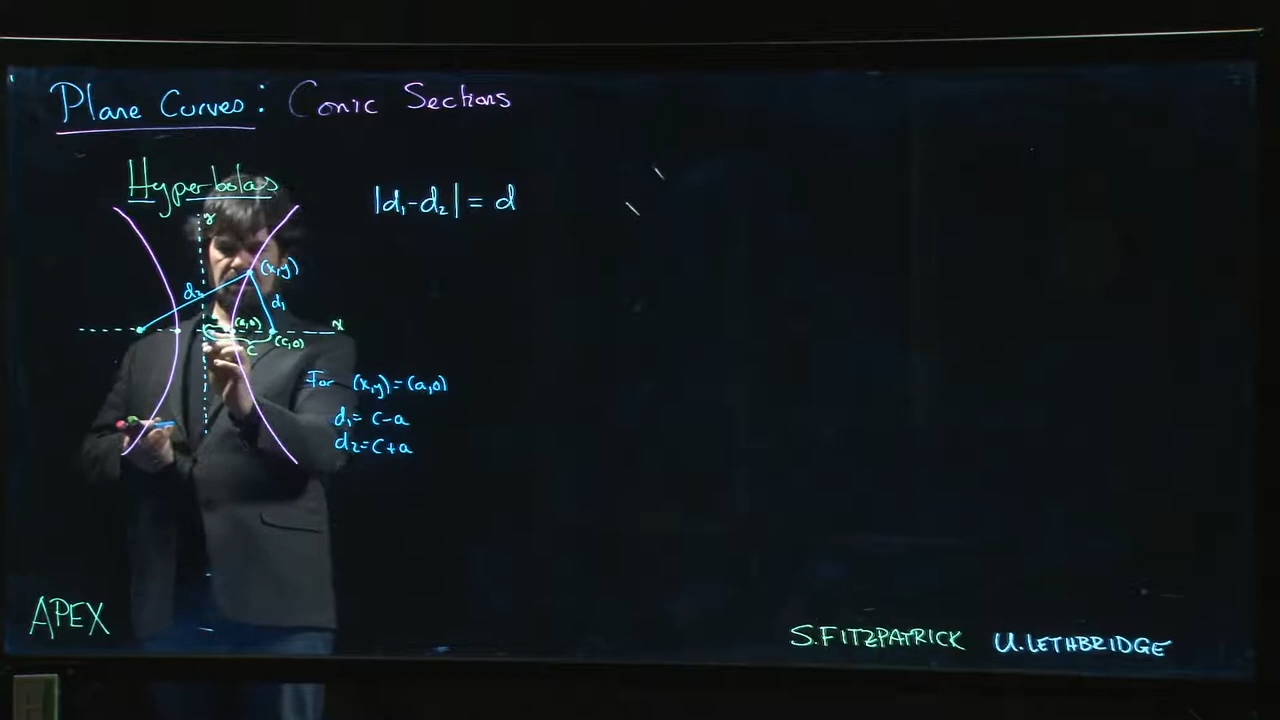 Plane Curves: Conic Sections
Hyperbolas
|d₁-d₂| = d
y
(x,y)
d₂
d₁
(a,0)
x
c
(c,0)
For (x,y)=(a,0)
d₁= c-a
d₂=c+a
APEX
S.FITZPATRICK U.LETHBRIDGE